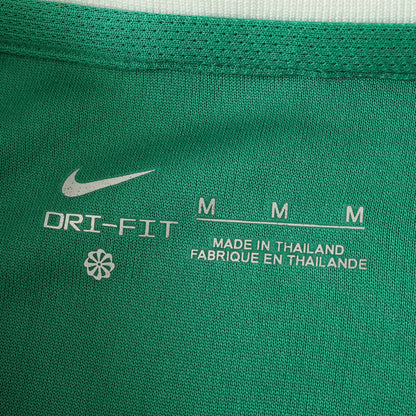 DRI-FIT
M M M
MADE IN THAILAND
FABRIQUE EN THAILANDE